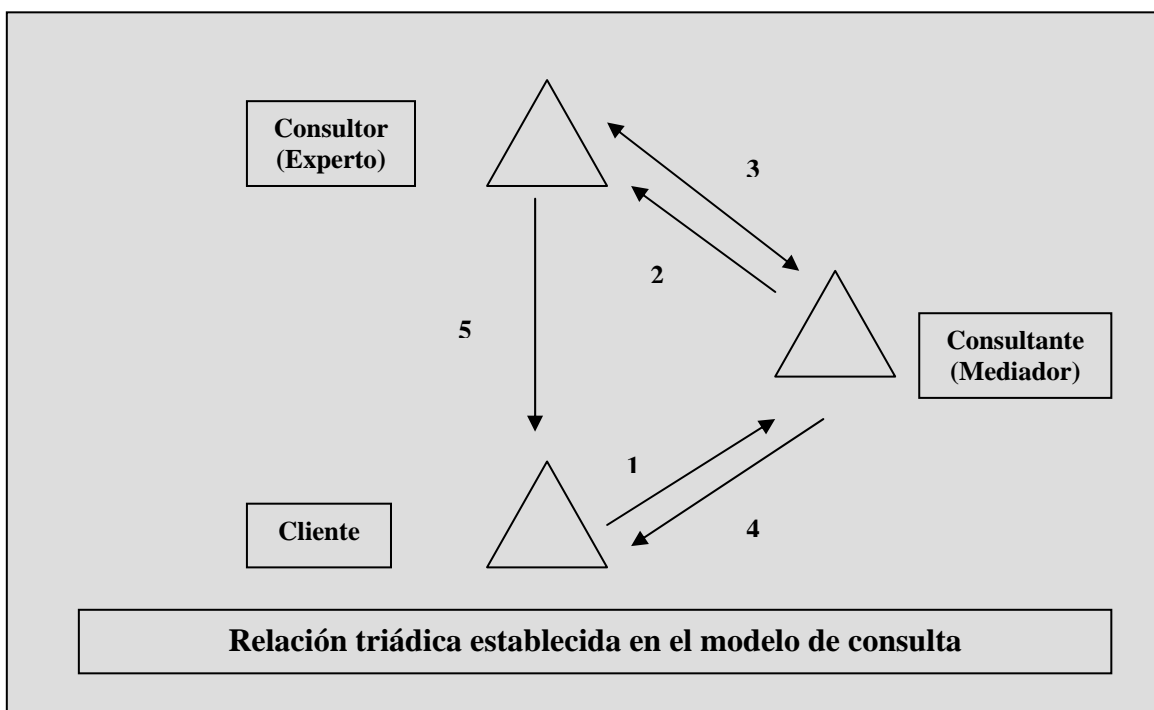 Consultor
(Experto)
3
2
5
Consultante
(Mediador)
1
4
Cliente
Relación triádica establecida en el modelo de consulta